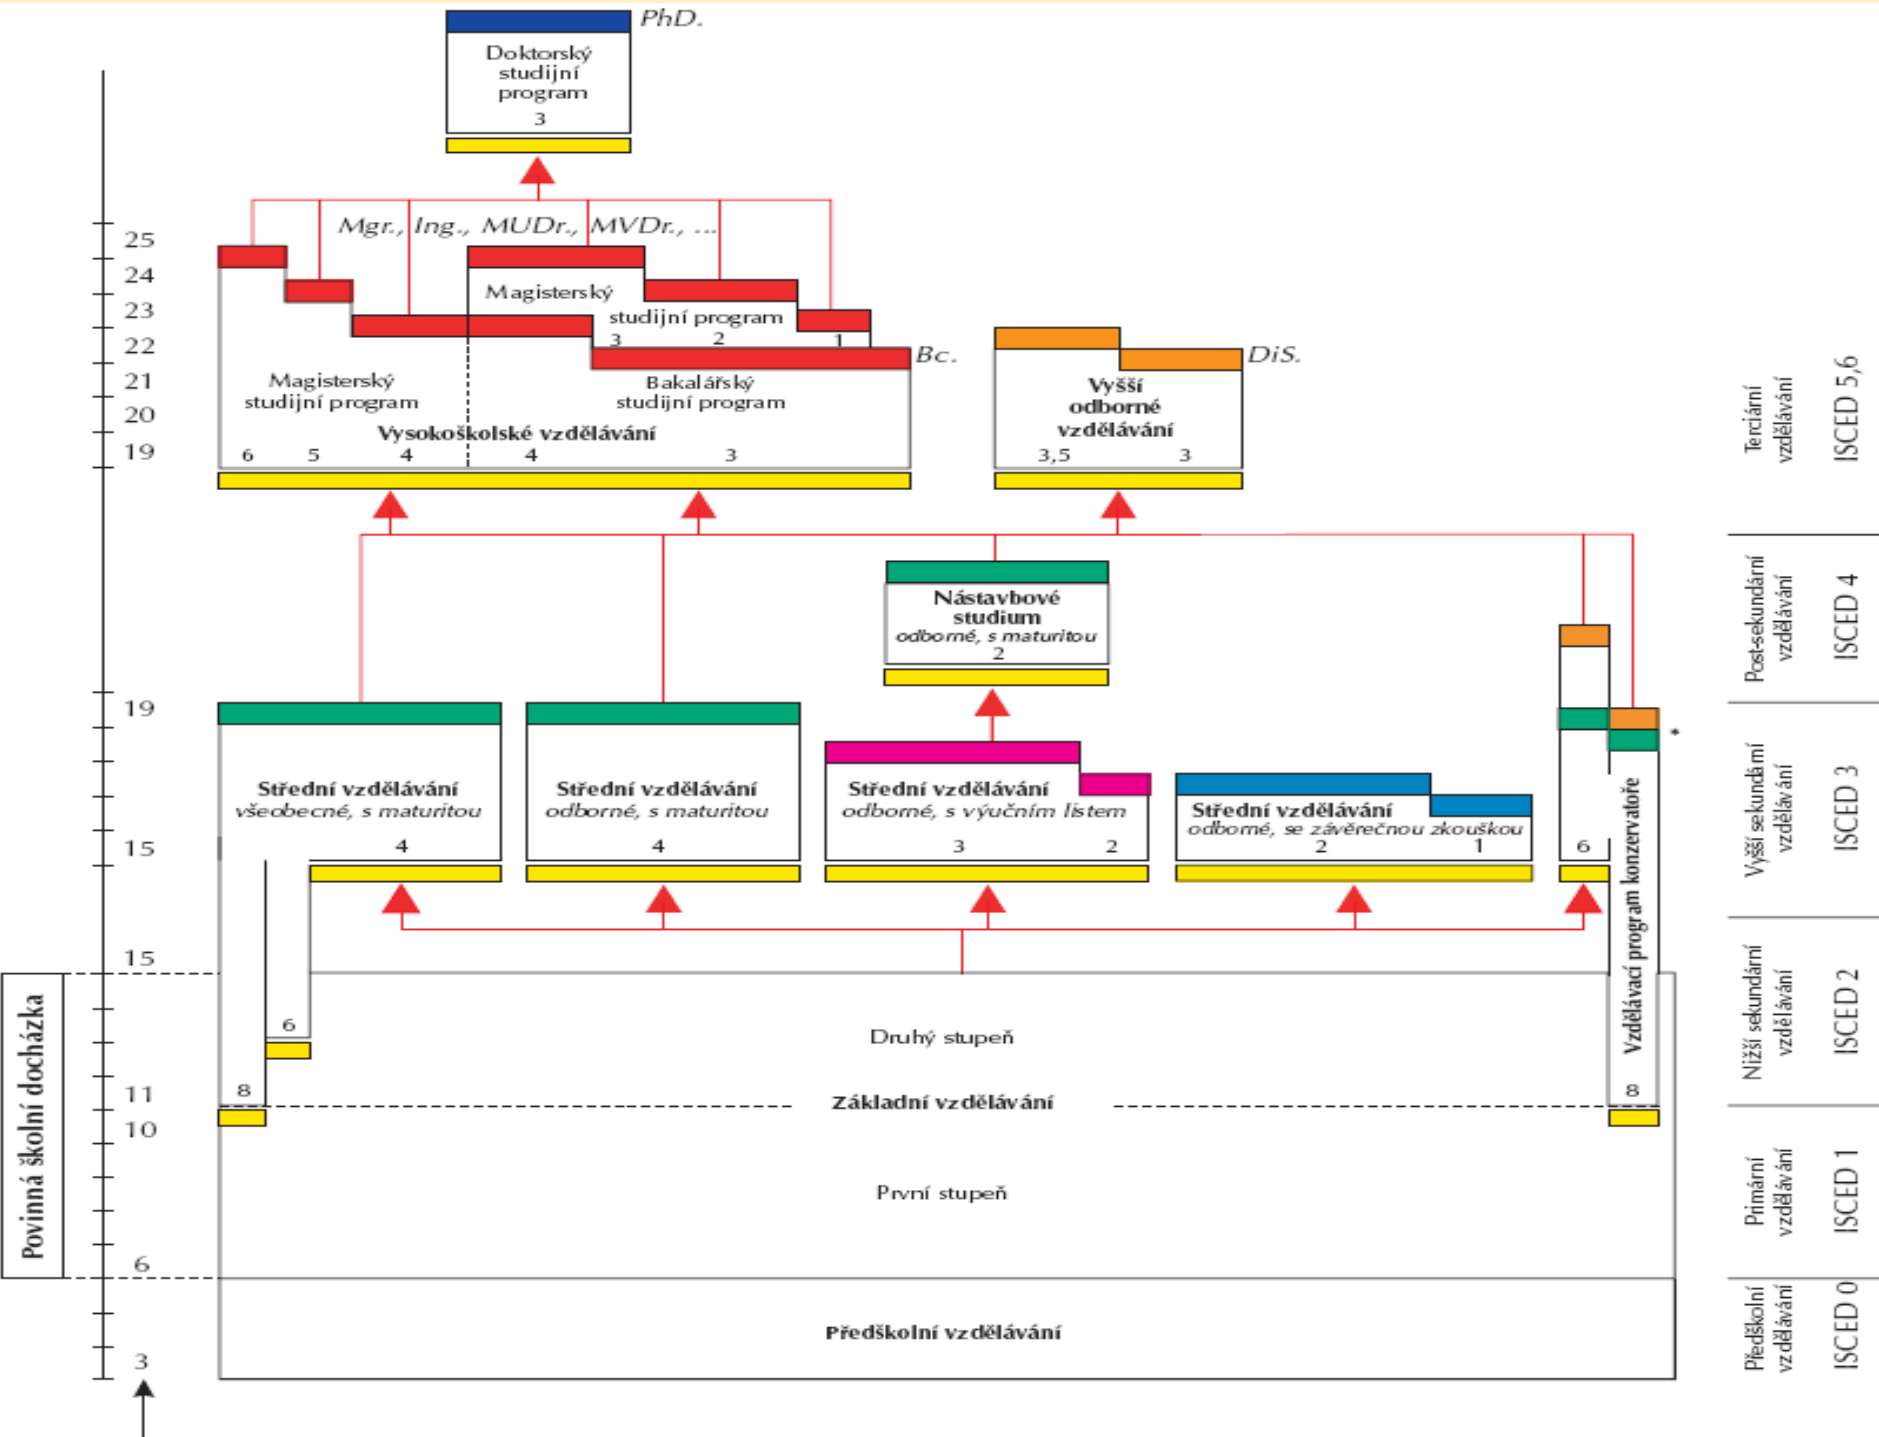 PhD.
Doktorský
studijní
program
3
Mgr., Ing., MUDr., MVDr., ...
25
24
23
22
21
20
19
Magisterský
studijní program
3
2
1
Bc.
DiS.
Magisterský
studijní program
Bakalářský
studijní program
Vysokoškolské vzdělávání
6
5
4
4
3
Vyšší
odborné
vzdělávání
3,5
3
Terciární
vzdělávání
ISCED 5,6
Nástavbové
studium
odborné, s maturitou
2
Post-sekundární
vzdělávání
ISCED 4
19
15
Střední vzdělávání
všeobecné, s maturitou
4
Střední vzdělávání
odborné, s maturitou
4
Střední vzdělávání
odborné, s výučním listem
3
2
Střední vzdělávání
odborné, se závěrečnou zkouškou
2
1
6
*
Vzdělávací program konzervatoře
8
Vyšší sekundární
vzdělávání
ISCED 3
15
11
10
6
3
Povinná školní docházka
6
8
Druhý stupeň
Základní vzdělávání
První stupeň
Předškolní vzdělávání
Nižší sekundární
vzdělávání
ISCED 2
Primární
vzdělávání
ISCED 1
Předškolní
vzdělávání
ISCED 0